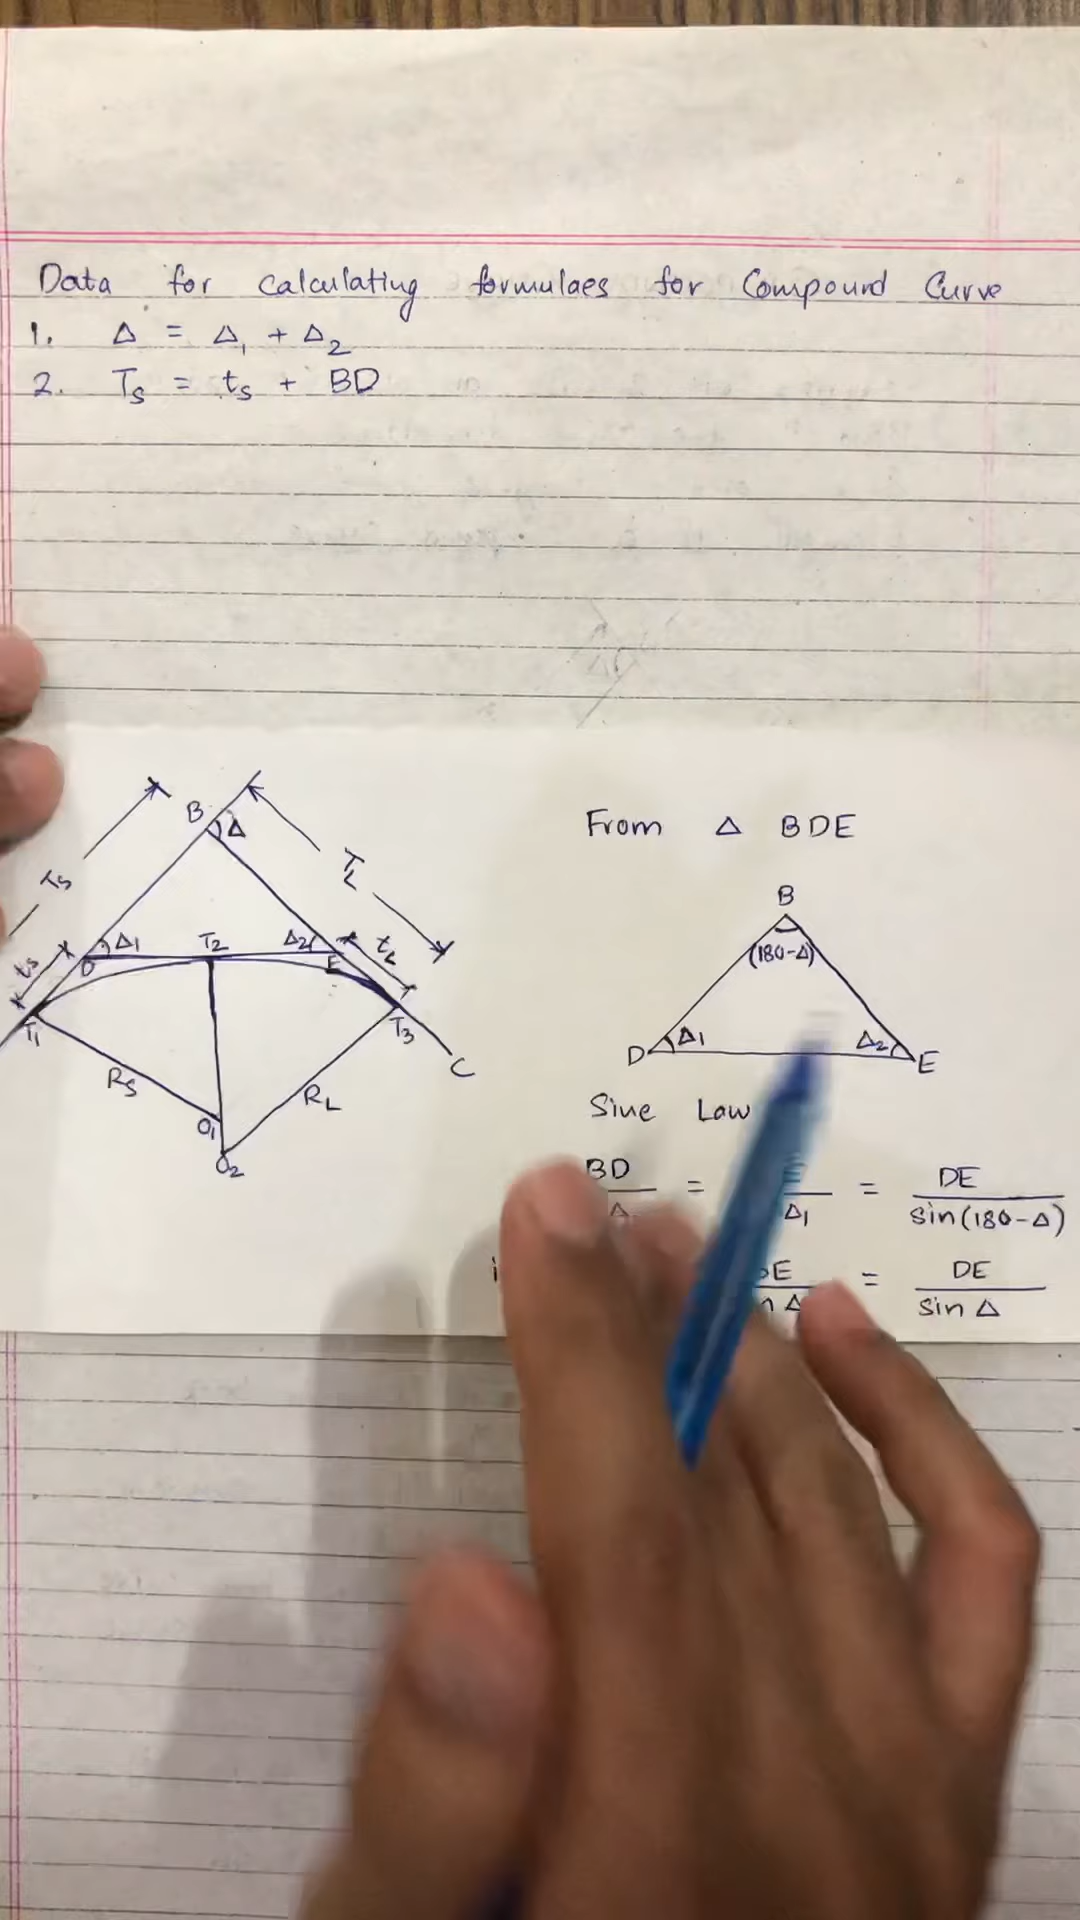 Data for calculating formulaes for Compound Curve
1. Δ = Δ₁ + Δ₂
2. Ts = ts + BD
B
Δ
Ts
TL
ts
D
Δ1
T2
Δ2
E
tL
T1
T3
C
Rs
RL
O1
O2
From Δ BDE
B
(180-Δ)
D
Δ1
Δ2
E
Sine Law
BD = = DE
Δ1 sin(180-Δ)
= DE
sin Δ